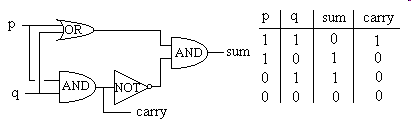 p
OR
AND
sum
q
AND
NOT
carry
p q sum carry
1 1 0 1
1 0 1 0
0 1 1 0
0 0 0 0